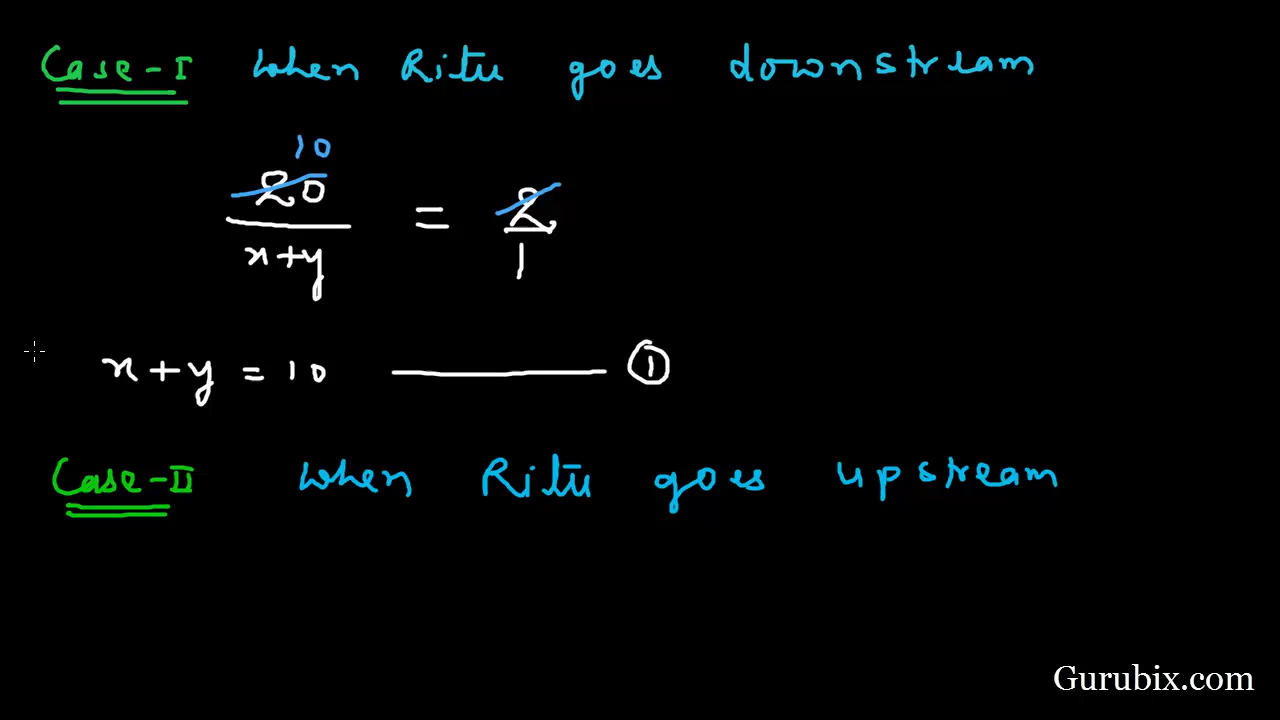 Case-I when Ritu goes downstream
10
20/x+y = 2/1
x+y = 10 ——— ①
Case-II when Ritu goes upstream
Gurubix.com